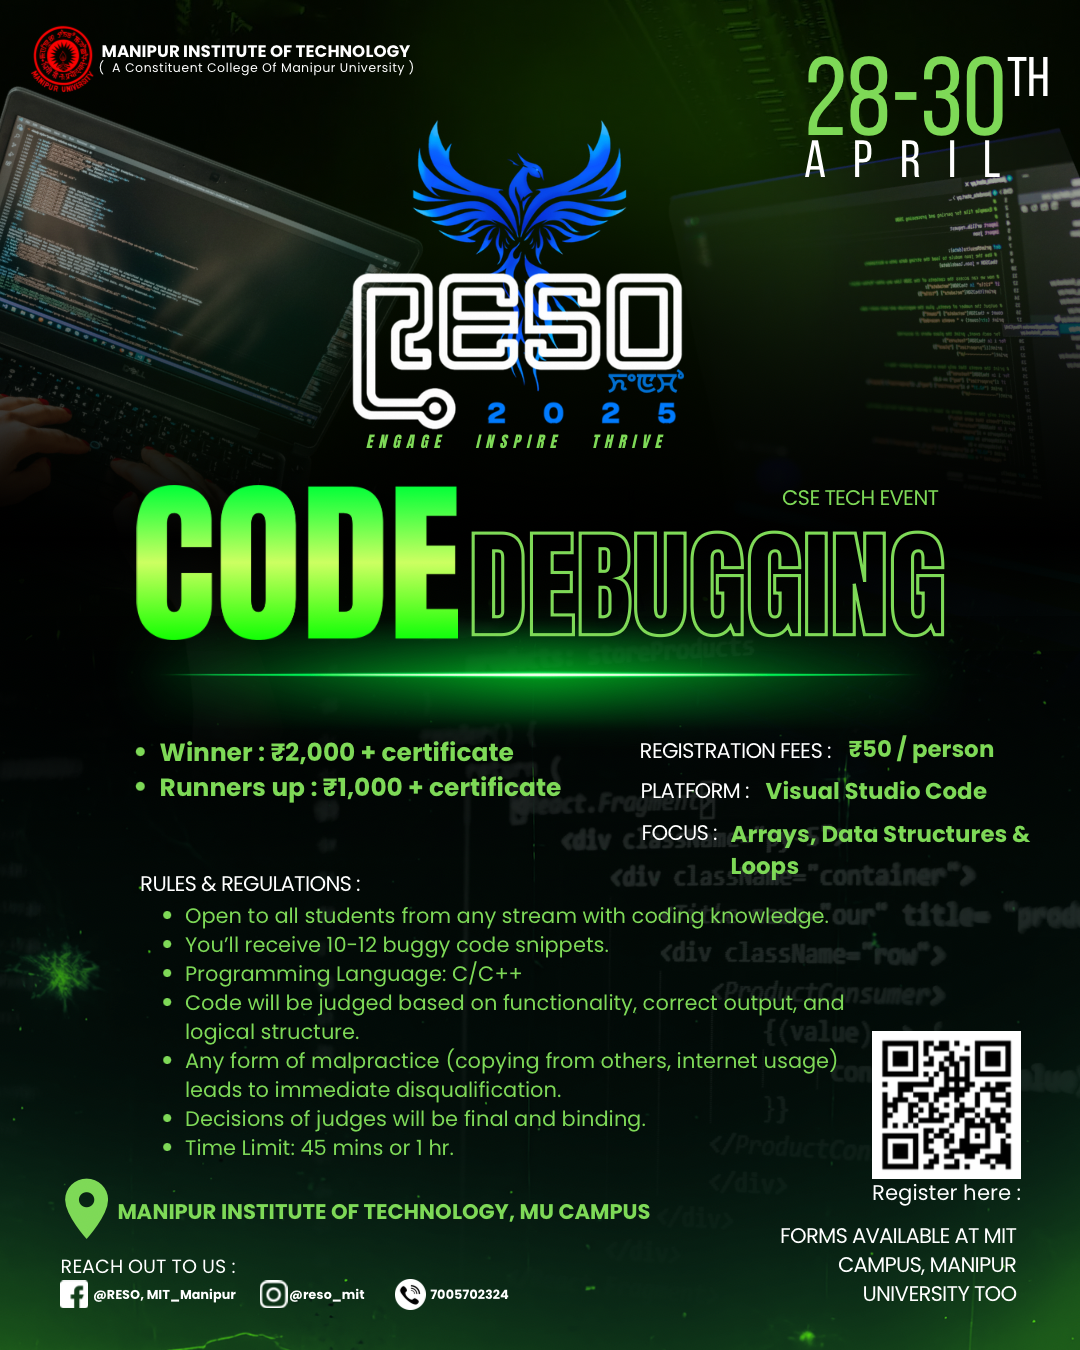 MANIPUR INSTITUTE OF TECHNOLOGY
( A Constituent College Of Manipur University )
28-30TH
APRIL
RESO
2025
ENGAGE INSPIRE THRIVE
CSE TECH EVENT
CODE DEBUGGING
• Winner : ₹2,000 + certificate
• Runners up : ₹1,000 + certificate
REGISTRATION FEES : ₹50 / person
PLATFORM : Visual Studio Code
FOCUS : Arrays, Data Structures &
Loops
RULES & REGULATIONS :
• Open to all students from any stream with coding knowledge.
• You’ll receive 10-12 buggy code snippets.
• Programming Language: C/C++
• Code will be judged based on functionality, correct output, and
logical structure.
• Any form of malpractice (copying from others, internet usage)
leads to immediate disqualification.
• Decisions of judges will be final and binding.
• Time Limit: 45 mins or 1 hr.
MANIPUR INSTITUTE OF TECHNOLOGY, MU CAMPUS
REACH OUT TO US :
@RESO, MIT_Manipur @reso_mit 7005702324
Register here :
FORMS AVAILABLE AT MIT
CAMPUS, MANIPUR
UNIVERSITY TOO